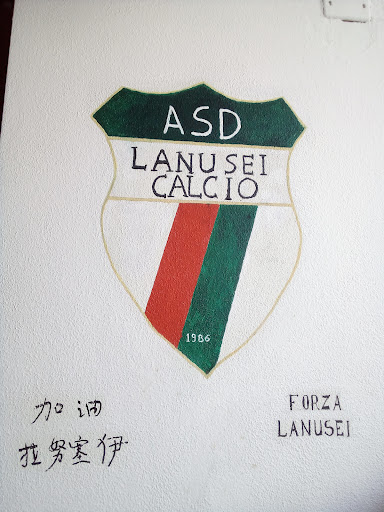 ASD
LANUSEI
CALCIO
1986
加油
拉努塞伊
FORZA
LANUSEI